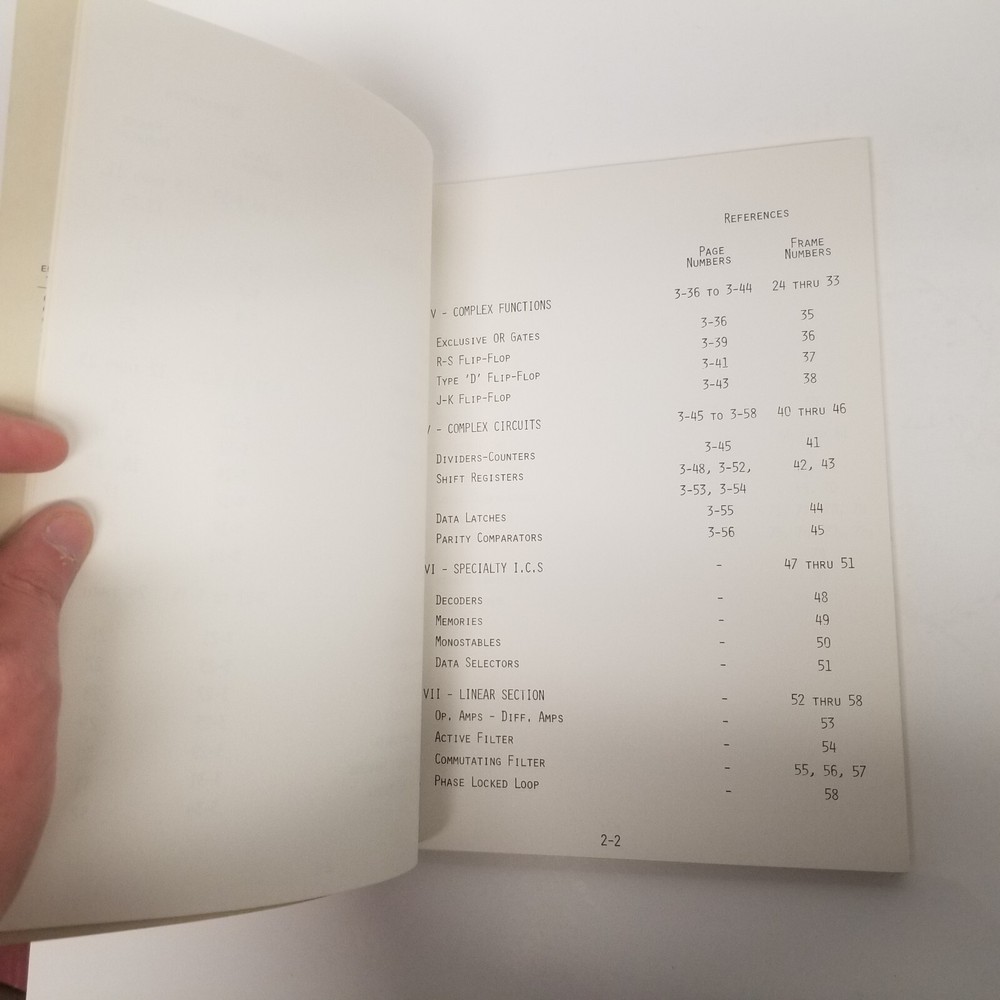 References
Page Numbers Frame Numbers
V - COMPLEX FUNCTIONS 3-36 to 3-44 24 thru 33
Exclusive OR Gates 3-36 35
R-S Flip-Flop 3-39 36
Type 'D' Flip-Flop 3-41 37
J-K Flip-Flop 3-43 38
- COMPLEX CIRCUITS 3-45 to 3-58 40 thru 46
Dividers-Counters 3-45 41
Shift Registers 3-48, 3-52, 42, 43
3-53, 3-54
Data Latches 3-55 44
Parity Comparators 3-56 45
VI - SPECIALTY I.C.S - 47 thru 51
Decoders - 48
Memories - 49
Monostables - 50
Data Selectors - 51
VII - LINEAR SECTION - 52 thru 58
Op. Amps - Diff. Amps - 53
Active Filter - 54
Commutating Filter - 55, 56, 57
Phase Locked Loop - 58
2-2